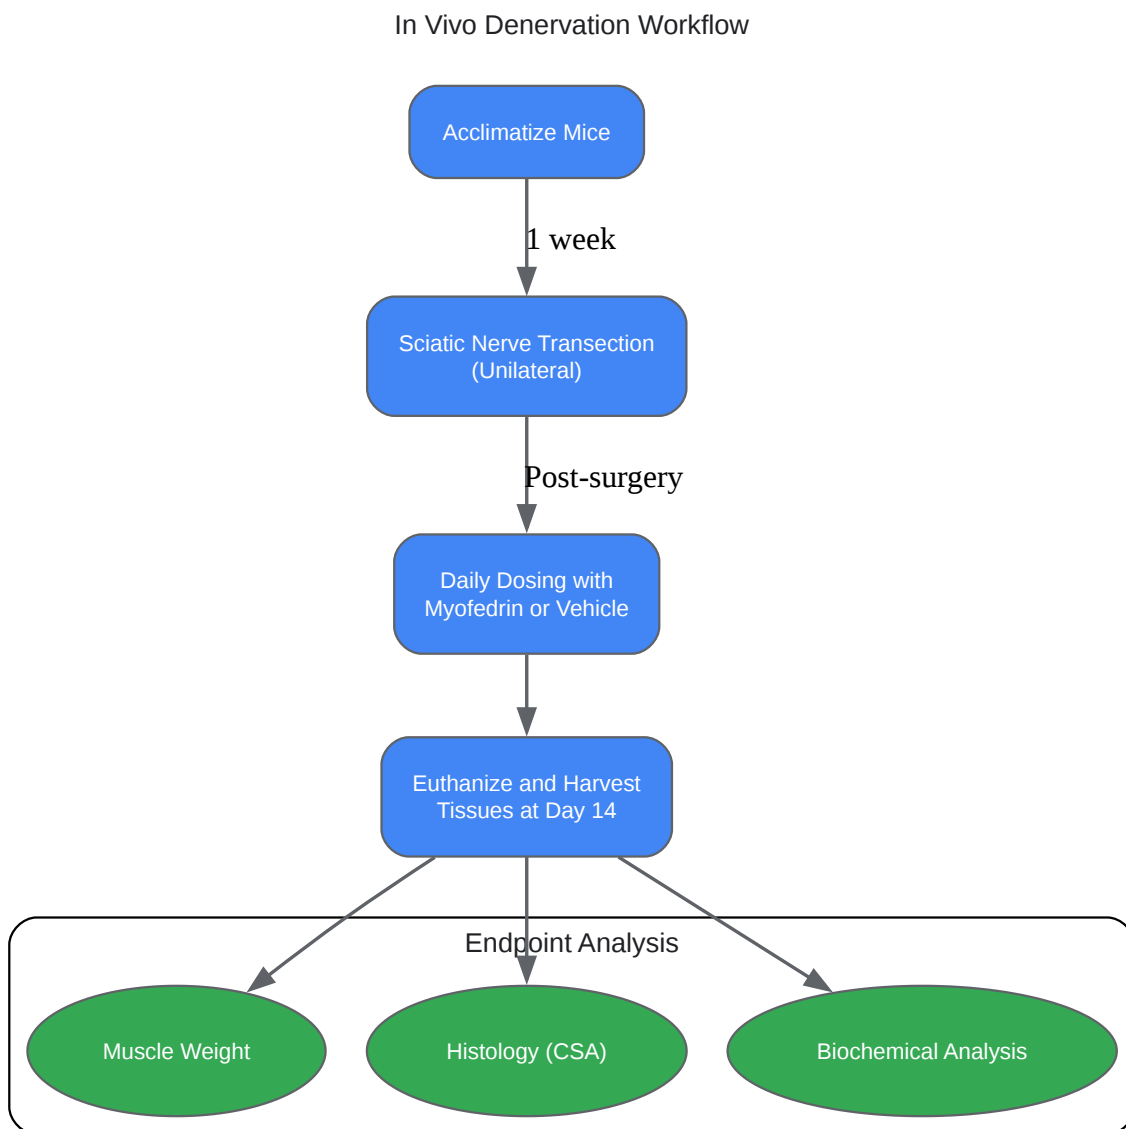 In Vivo Denervation Workflow
Acclimatize Mice
1 week
Sciatic Nerve Transection
(Unilateral)
Post-surgery
Daily Dosing with
Myofedrin or Vehicle
Euthanize and Harvest
Tissues at Day 14
Endpoint Analysis
Muscle Weight
Histology (CSA)
Biochemical Analysis